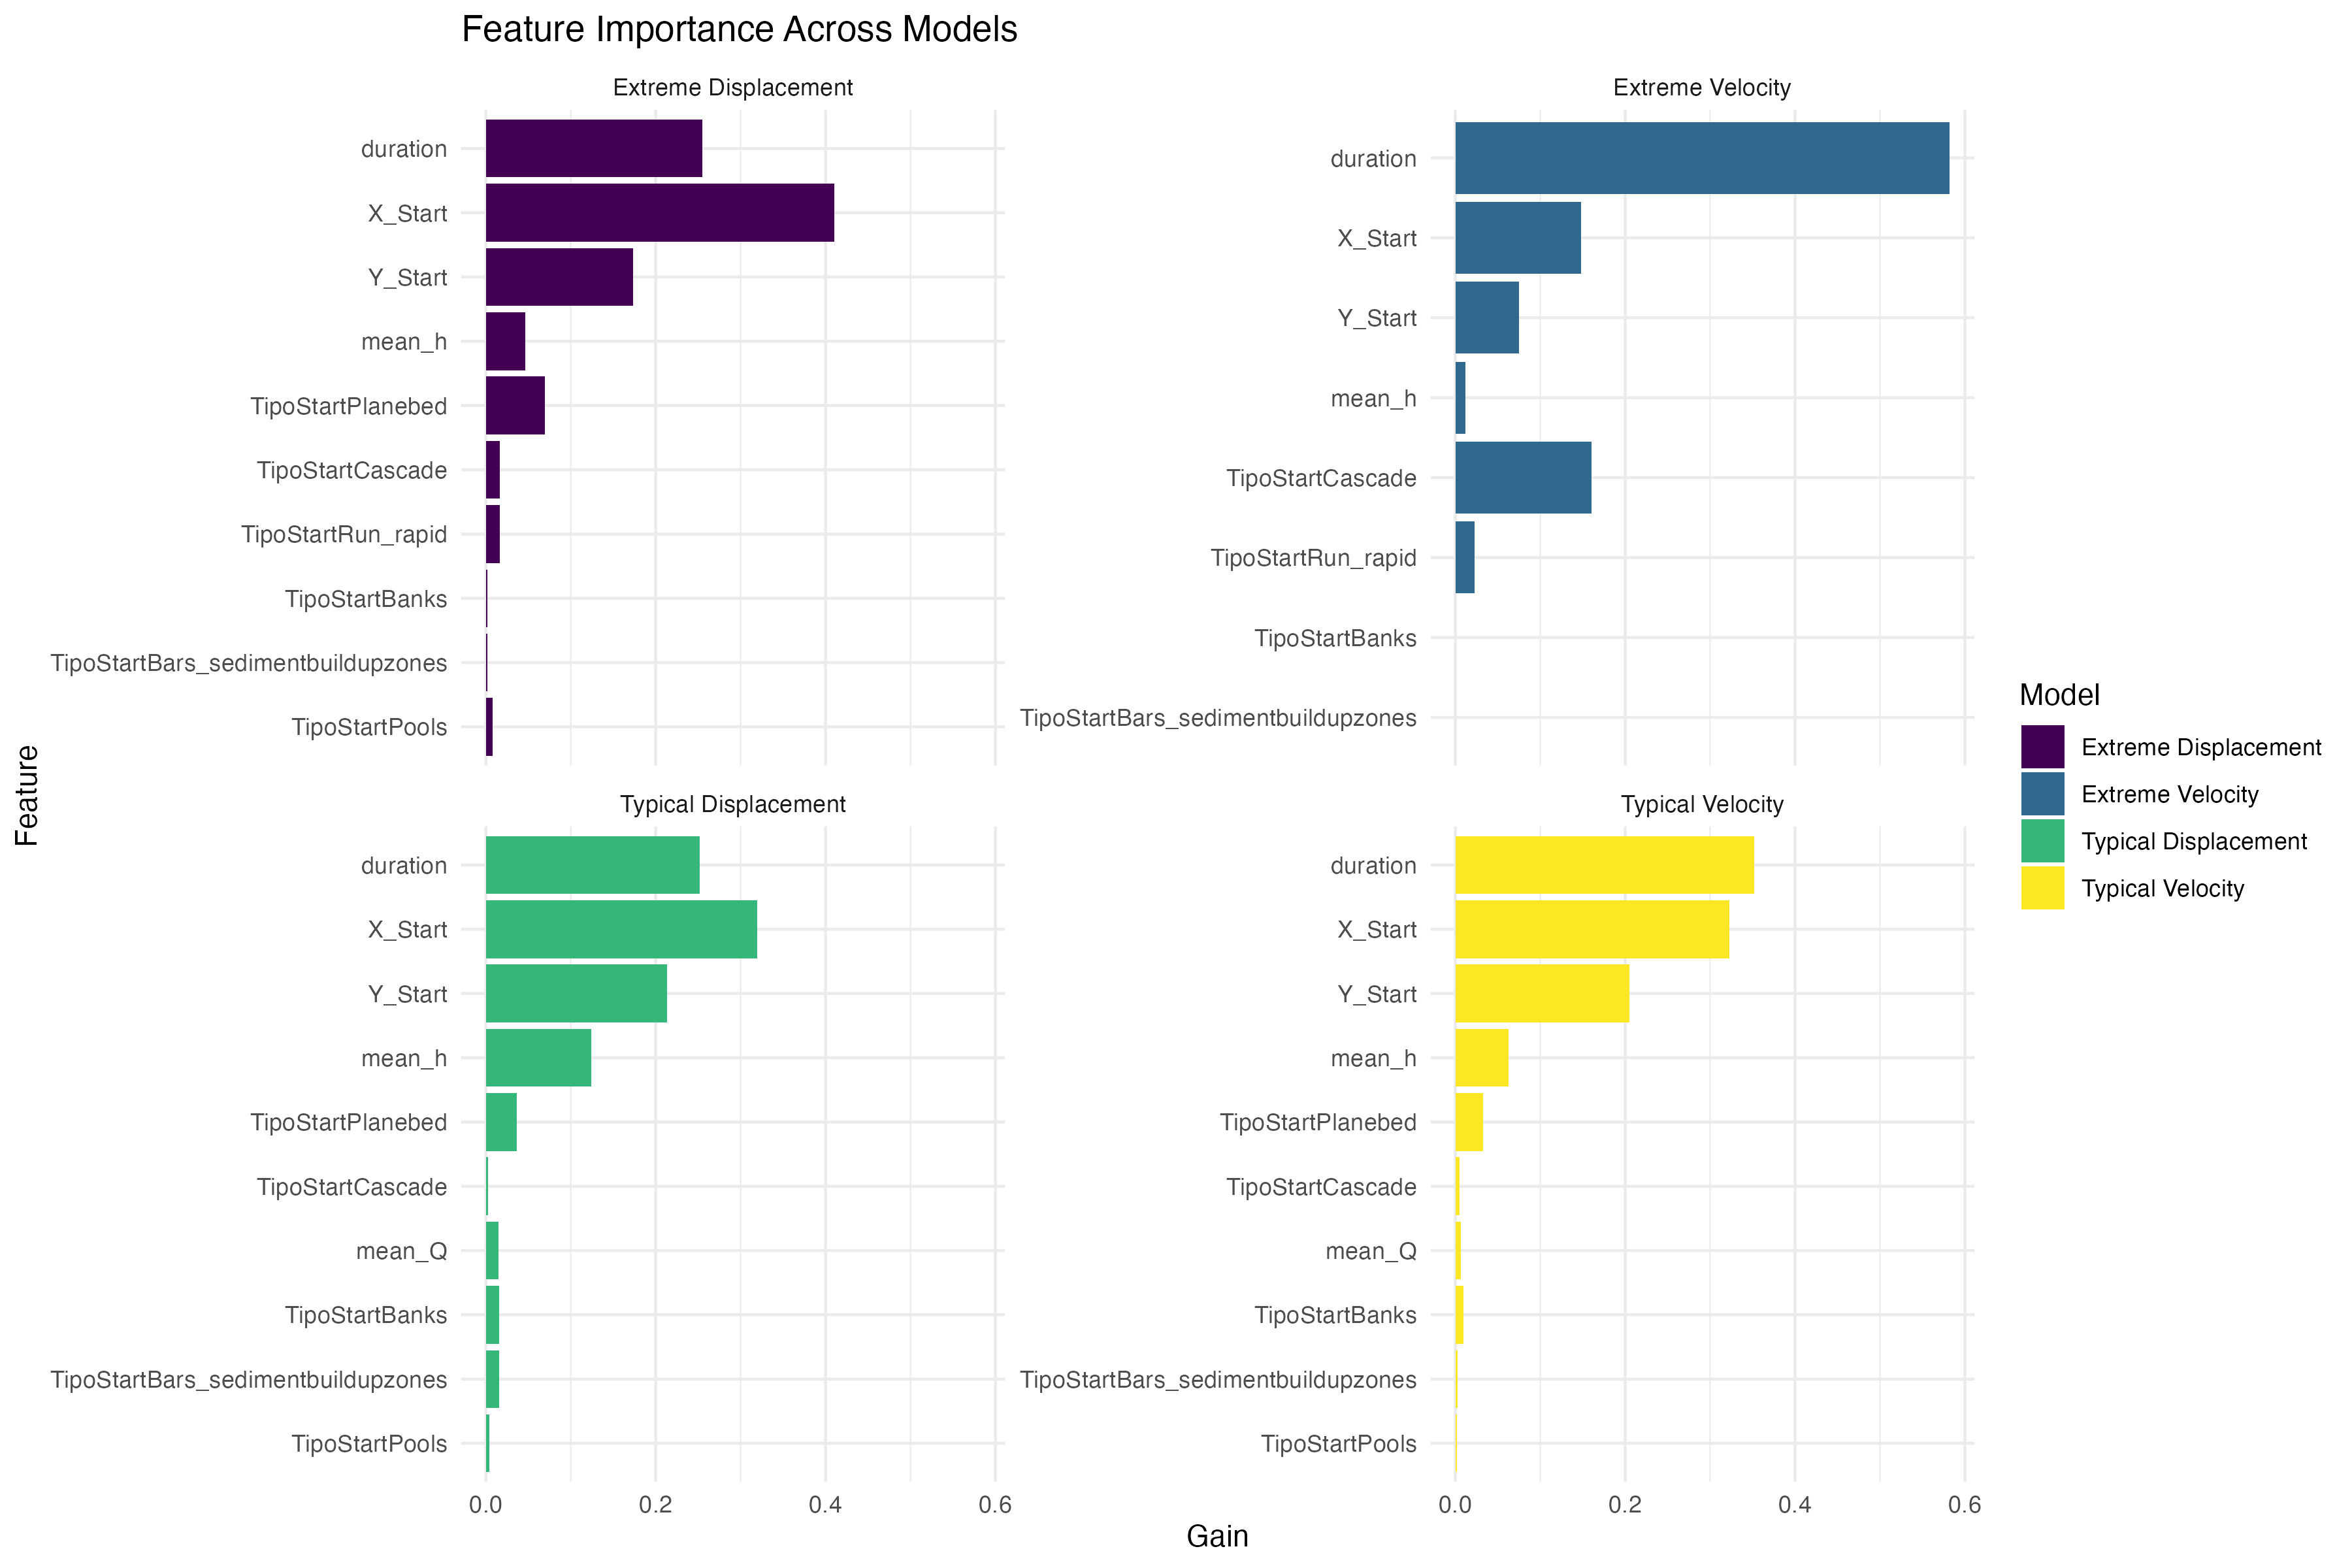 Feature Importance Across Models
Extreme Displacement
duration
X_Start
Y_Start
mean_h
TipoStartPlanebed
TipoStartCascade
TipoStartRun_rapid
TipoStartBanks
TipoStartBars_sedimentbuildupzones
TipoStartPools
Extreme Velocity
duration
X_Start
Y_Start
mean_h
TipoStartCascade
TipoStartRun_rapid
TipoStartBanks
TipoStartBars_sedimentbuildupzones
Typical Displacement
duration
X_Start
Y_Start
mean_h
TipoStartPlanebed
TipoStartCascade
mean_Q
TipoStartBanks
TipoStartBars_sedimentbuildupzones
TipoStartPools
0.0 0.2 0.4 0.6
Typical Velocity
duration
X_Start
Y_Start
mean_h
TipoStartPlanebed
TipoStartCascade
mean_Q
TipoStartBanks
TipoStartBars_sedimentbuildupzones
TipoStartPools
0.0 0.2 0.4 0.6
Gain
Feature
Model
Extreme Displacement
Extreme Velocity
Typical Displacement
Typical Velocity